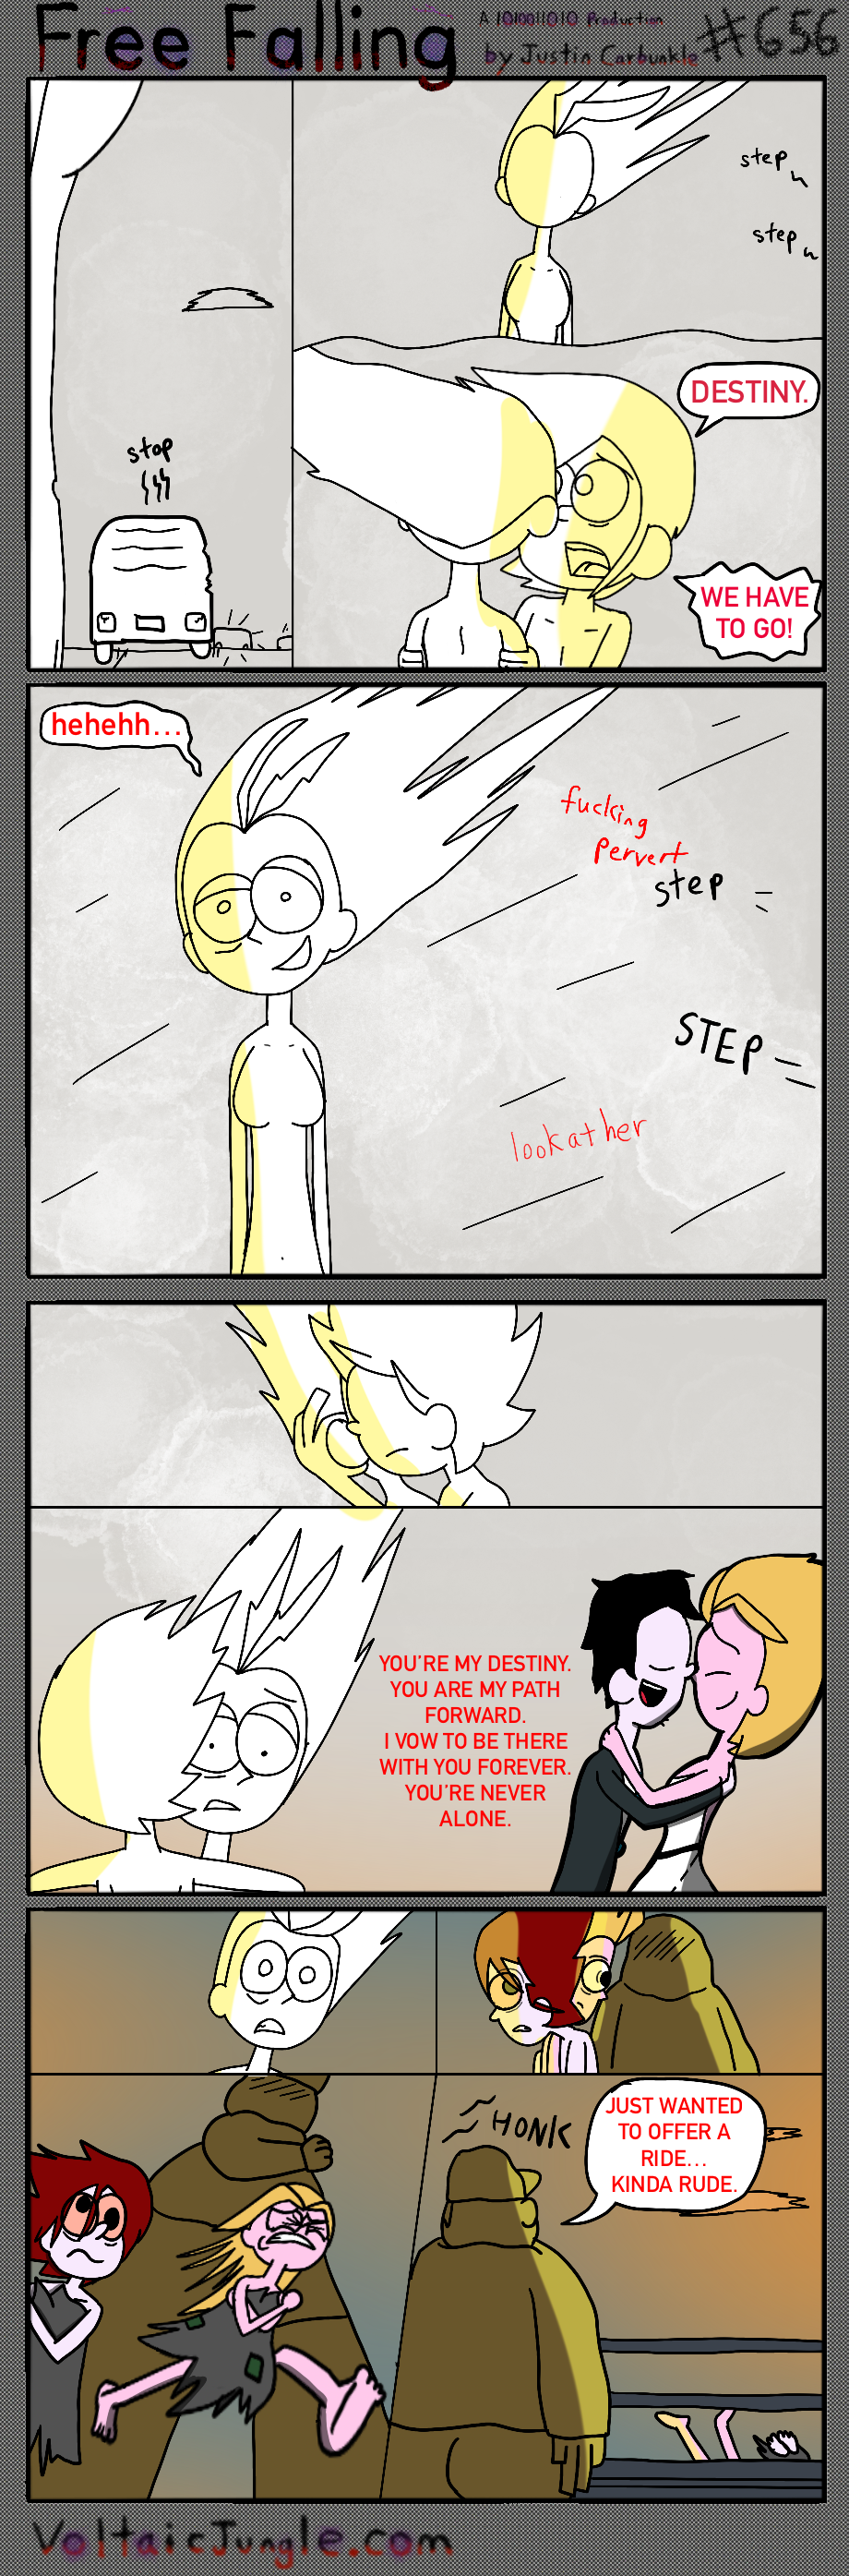 Free Falling
A 1010011010 Production
by Justin Carbunkle
#656
stop
step
step
DESTINY.
WE HAVE
TO GO!
hehehh...
fucking
pervert
step
STEP
look at her
YOU'RE MY DESTINY.
YOU ARE MY PATH
FORWARD.
I VOW TO BE THERE
WITH YOU FOREVER.
YOU'RE NEVER
ALONE.
HONK
JUST WANTED
TO OFFER A
RIDE...
KINDA RUDE.
VoltaicJungle.com